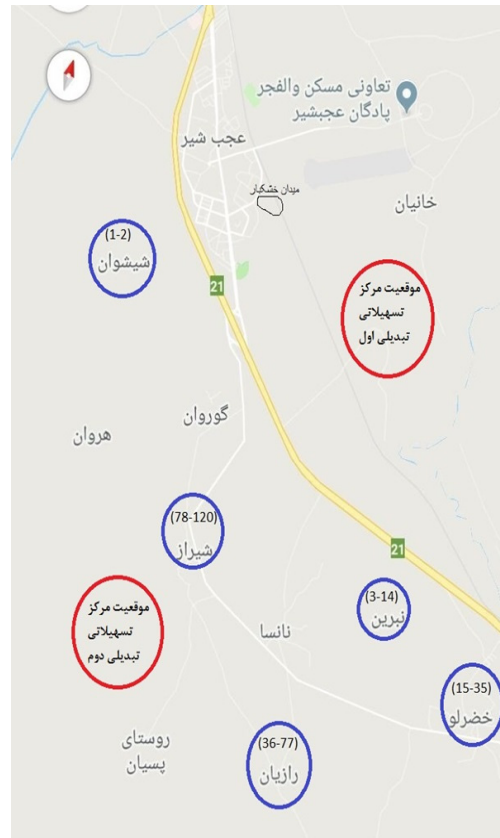 تعاونی مسکن والفجر
پادگان عجبشیر
عجب شیر
میدان خشکبار
خانیان
(1-2)
شیشوان
موقعیت مرکز
تسهیلاتی
تبدیلی اول
21
گوروان
هروان
(78-120)
شیراز
21
(3-14)
نبرین
موقعیت مرکز
تسهیلاتی
تبدیلی دوم
نانسا
(15-35)
خضرلو
روستای
پسیان
(36-77)
رازیان